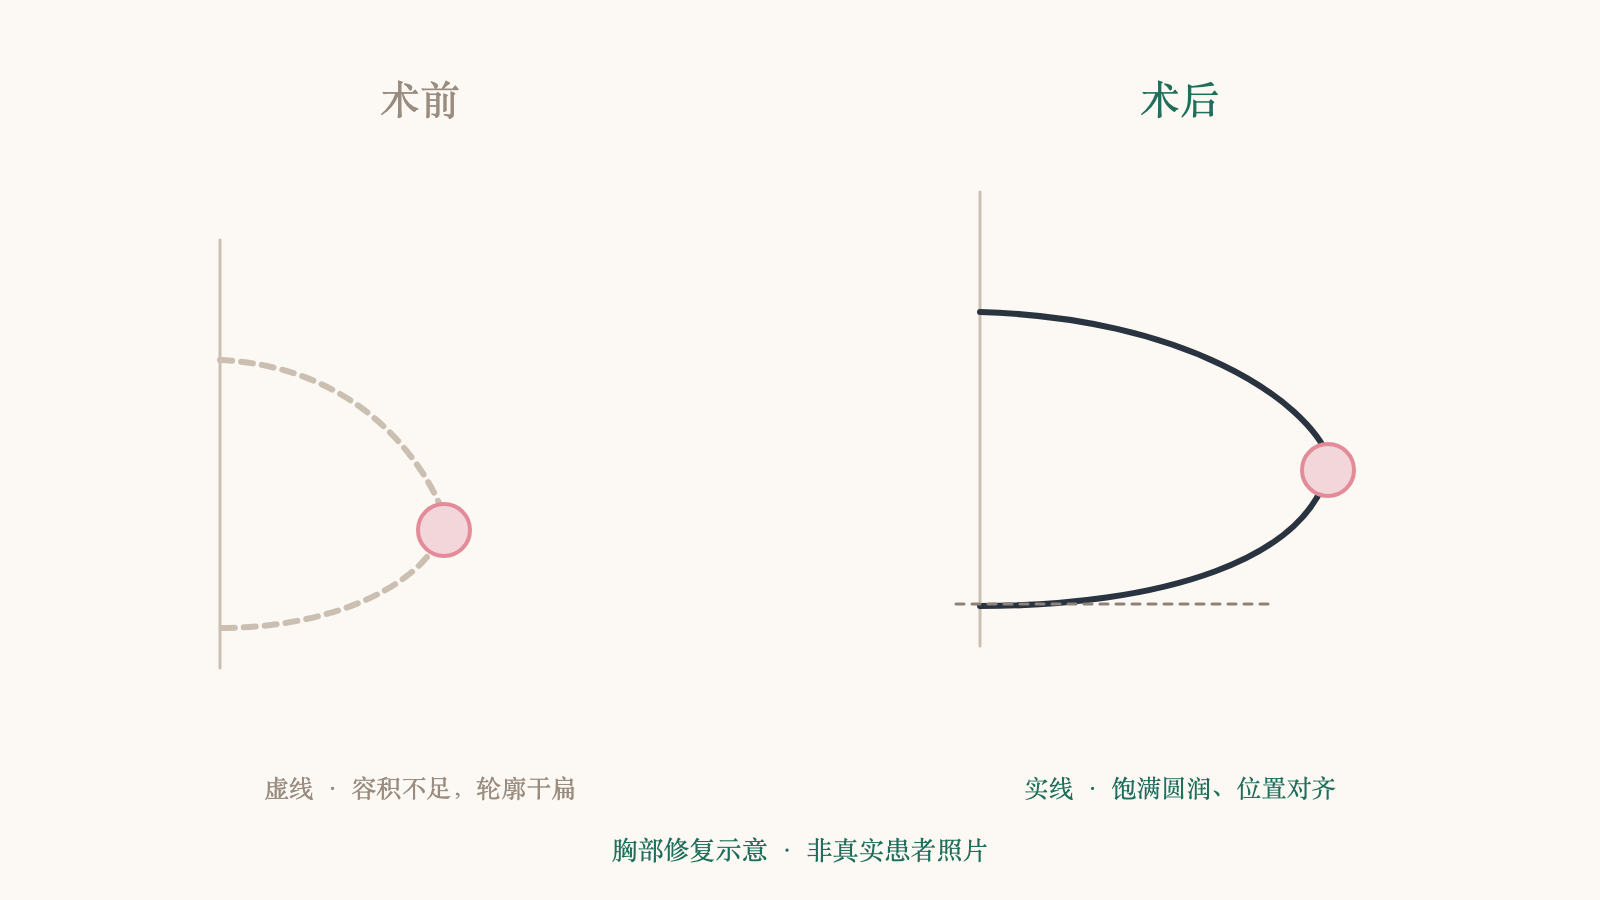 术前
术后
虚线 · 容积不足，轮廓干扁
实线 · 饱满圆润、位置对齐
胸部修复示意 · 非真实患者照片